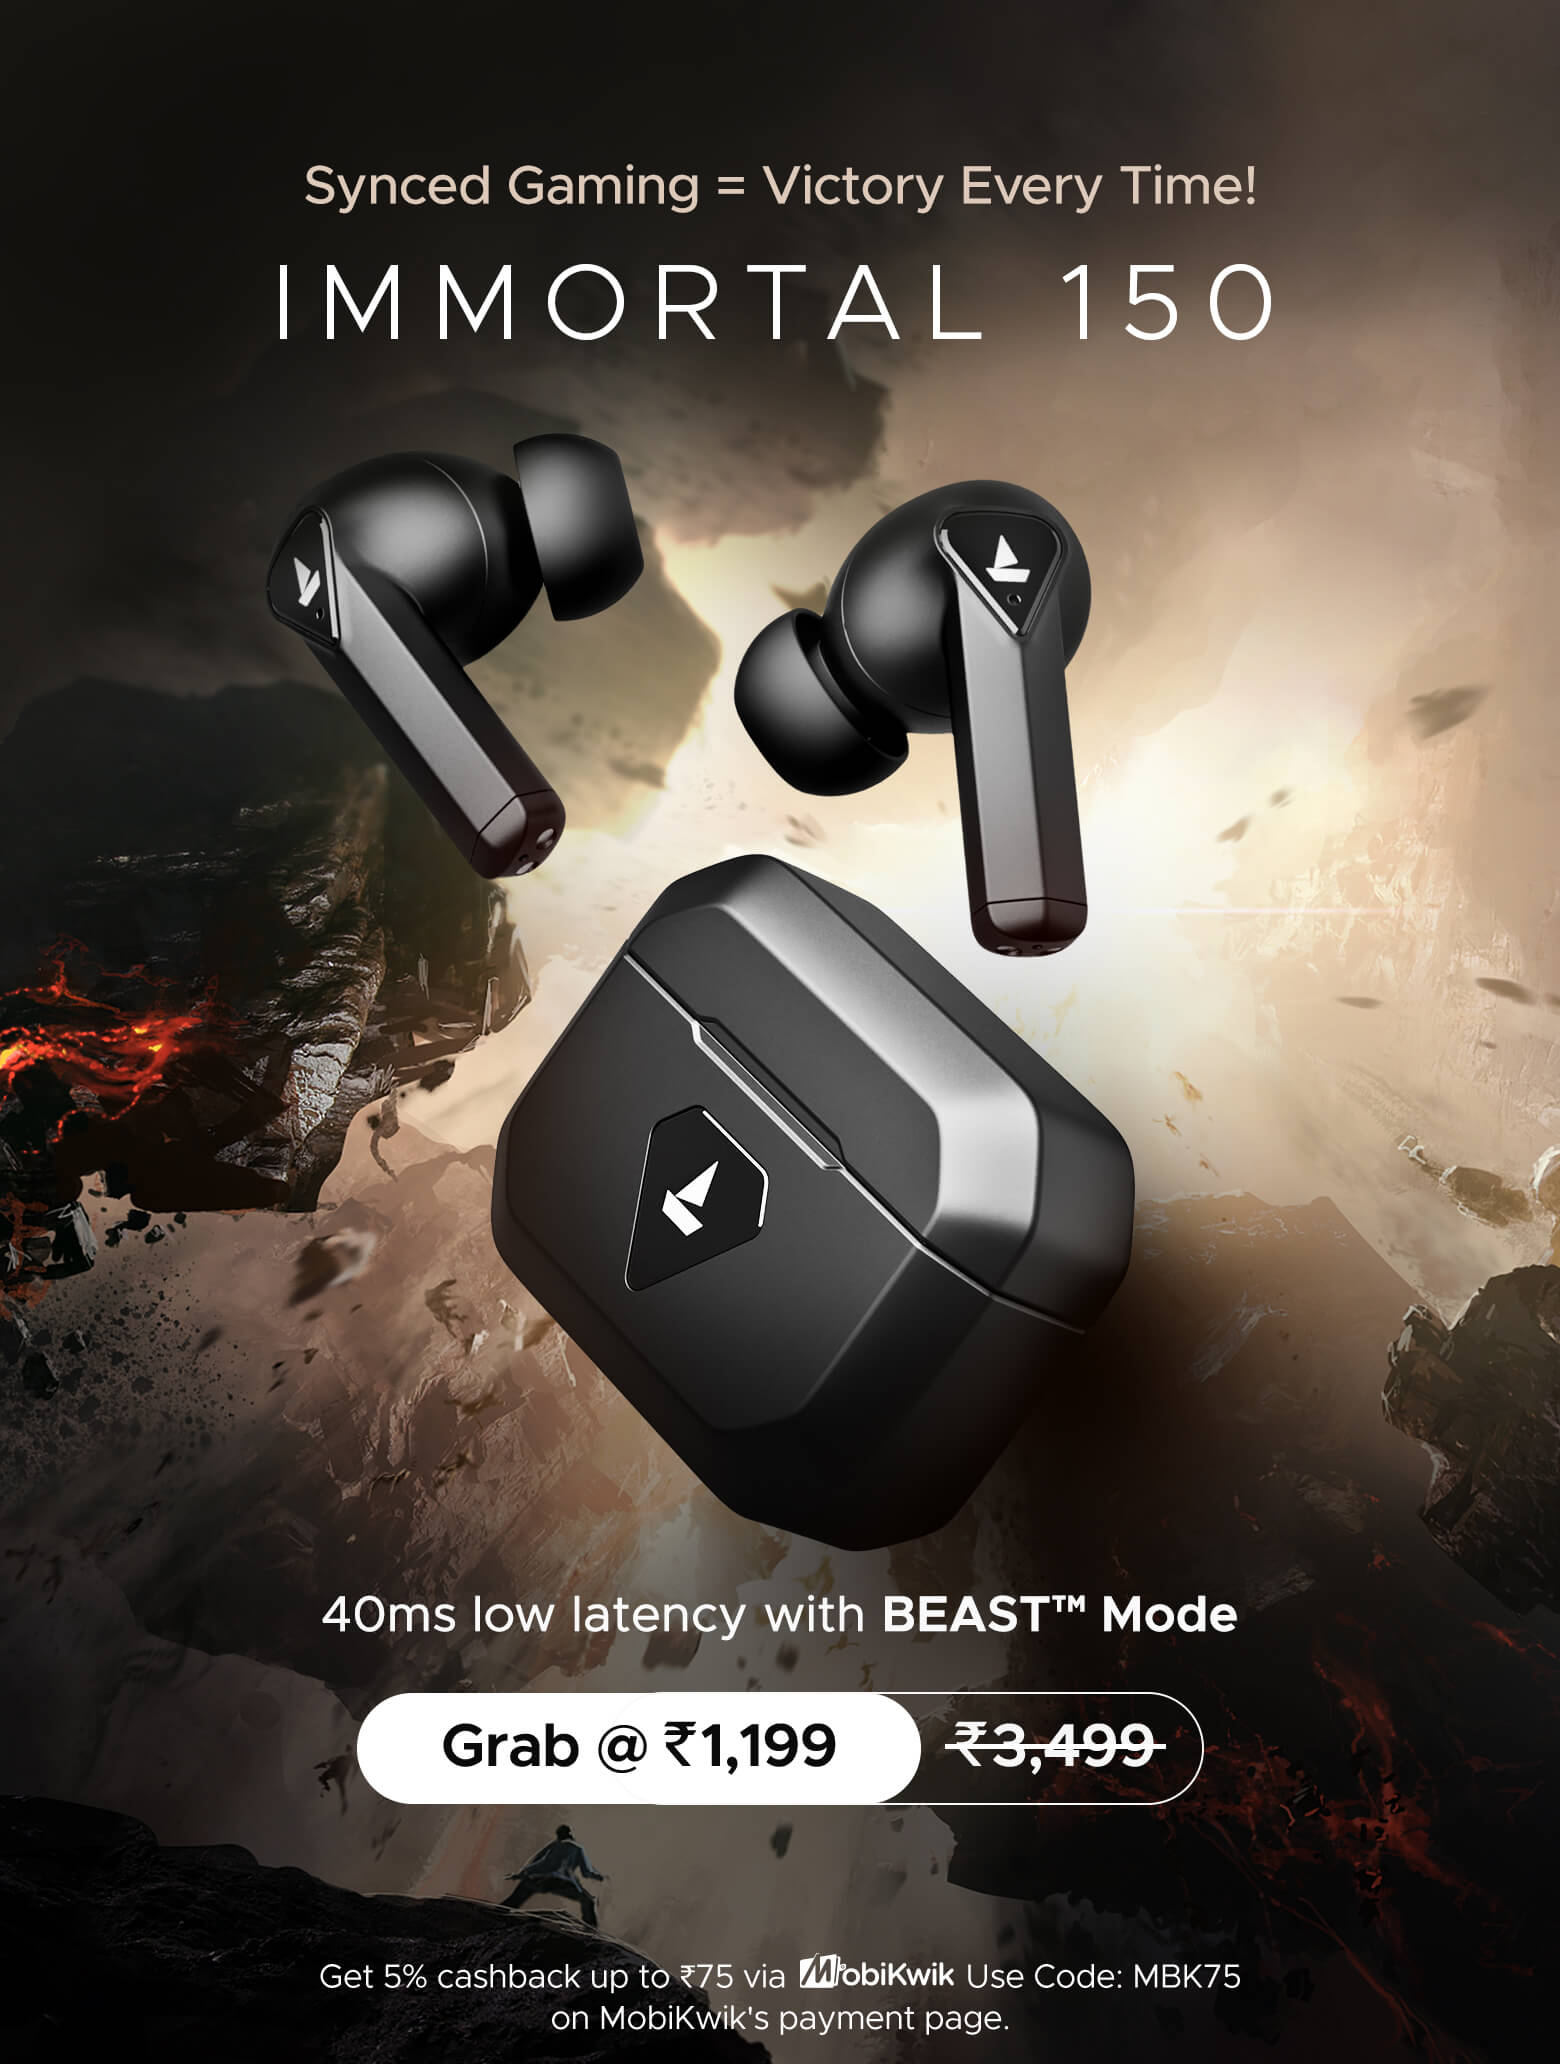 Synced Gaming = Victory Every Time!
IMMORTAL 150
40ms low latency with BEAST™ Mode
Grab @ ₹1,199 ₹3,499
Get 5% cashback up to ₹75 via MobiKwik Use Code: MBK75
on MobiKwik's payment page.